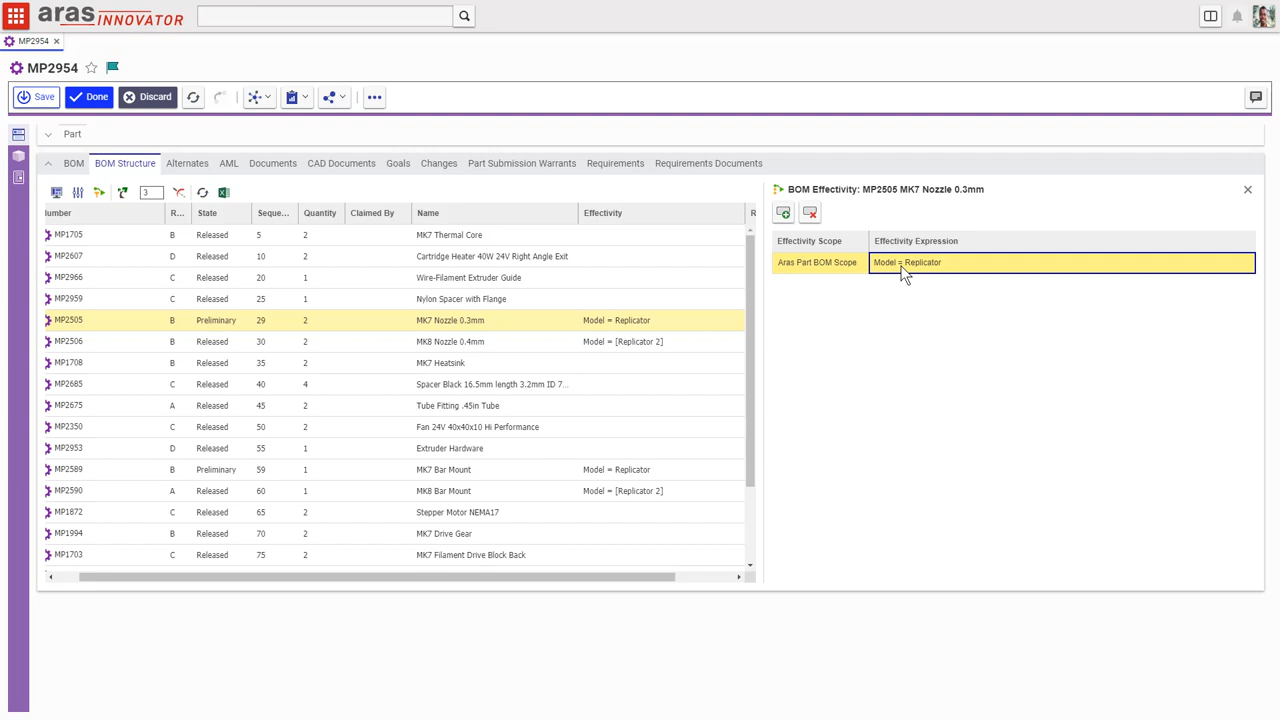 aras INNOVATOR
MP2954
MP2954
Save Done Discard
Part
BOM BOM Structure Alternates AML Documents CAD Documents Goals Changes Part Submission Warrants Requirements Requirements Documents
3
BOM Effectivity: MP2505 MK7 Nozzle 0.3mm
umber R... State Seque... Quantity Claimed By Name Effectivity R
Effectivity Scope Effectivity Expression
Aras Part BOM Scope Model = Replicator
MP1705 B Released 5 2 MK7 Thermal Core
MP2607 D Released 10 2 Cartridge Heater 40W 24V Right Angle Exit
MP2966 C Released 20 1 Wire-Filament Extruder Guide
MP2959 C Released 25 1 Nylon Spacer with Flange
MP2505 B Preliminary 29 2 MK7 Nozzle 0.3mm Model = Replicator
MP2506 B Released 30 2 MK8 Nozzle 0.4mm Model = [Replicator 2]
MP1708 B Released 35 2 MK7 Heatsink
MP2685 C Released 40 4 Spacer Black 16.5mm length 3.2mm ID 7...
MP2675 A Released 45 2 Tube Fitting .45in Tube
MP2350 C Released 50 2 Fan 24V 40x40x10 Hi Performance
MP2953 D Released 55 1 Extruder Hardware
MP2589 B Preliminary 59 1 MK7 Bar Mount Model = Replicator
MP2590 A Released 60 1 MK8 Bar Mount Model = [Replicator 2]
MP1872 C Released 65 2 Stepper Motor NEMA17
MP1994 B Released 70 2 MK7 Drive Gear
MP1703 C Released 75 2 MK7 Filament Drive Block Back